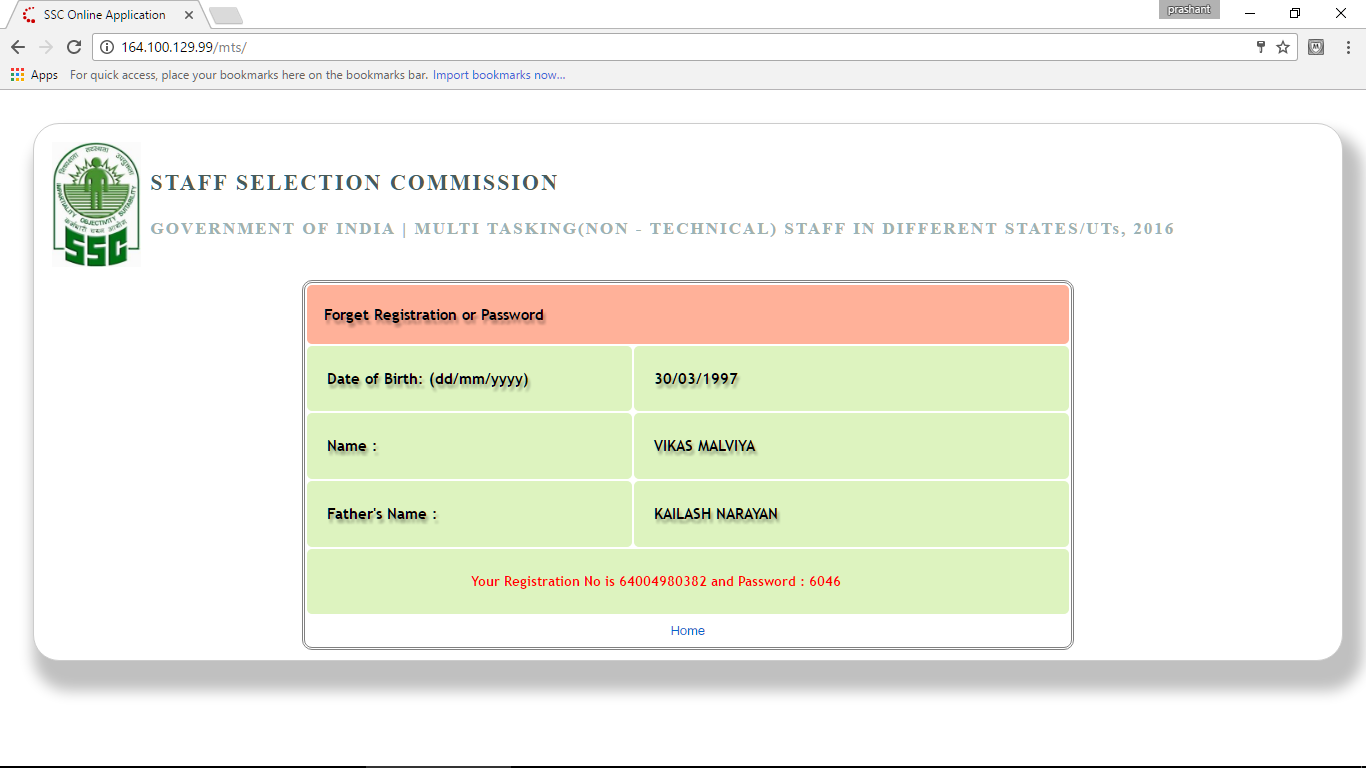 SSC Online Application
prashant
164.100.129.99/mts/
Apps For quick access, place your bookmarks here on the bookmarks bar. Import bookmarks now...
STAFF SELECTION COMMISSION
GOVERNMENT OF INDIA | MULTI TASKING(NON - TECHNICAL) STAFF IN DIFFERENT STATES/UTs, 2016
SSC
Forget Registration or Password
Date of Birth: (dd/mm/yyyy) 30/03/1997
Name : VIKAS MALVIYA
Father's Name : KAILASH NARAYAN
Your Registration No is 64004980382 and Password : 6046
Home